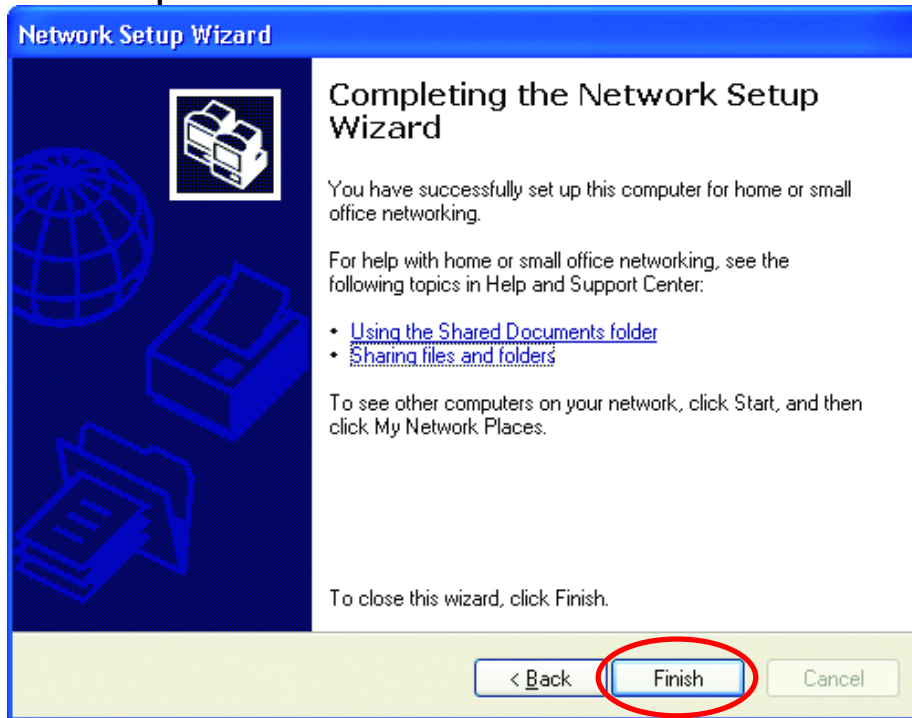 Network Setup Wizard
Completing the Network Setup
Wizard
You have successfully set up this computer for home or small
office networking.
For help with home or small office networking, see the
following topics in Help and Support Center:
• Using the Shared Documents folder
• Sharing files and folders
To see other computers on your network, click Start, and then
click My Network Places.
To close this wizard, click Finish.
< Back Finish Cancel